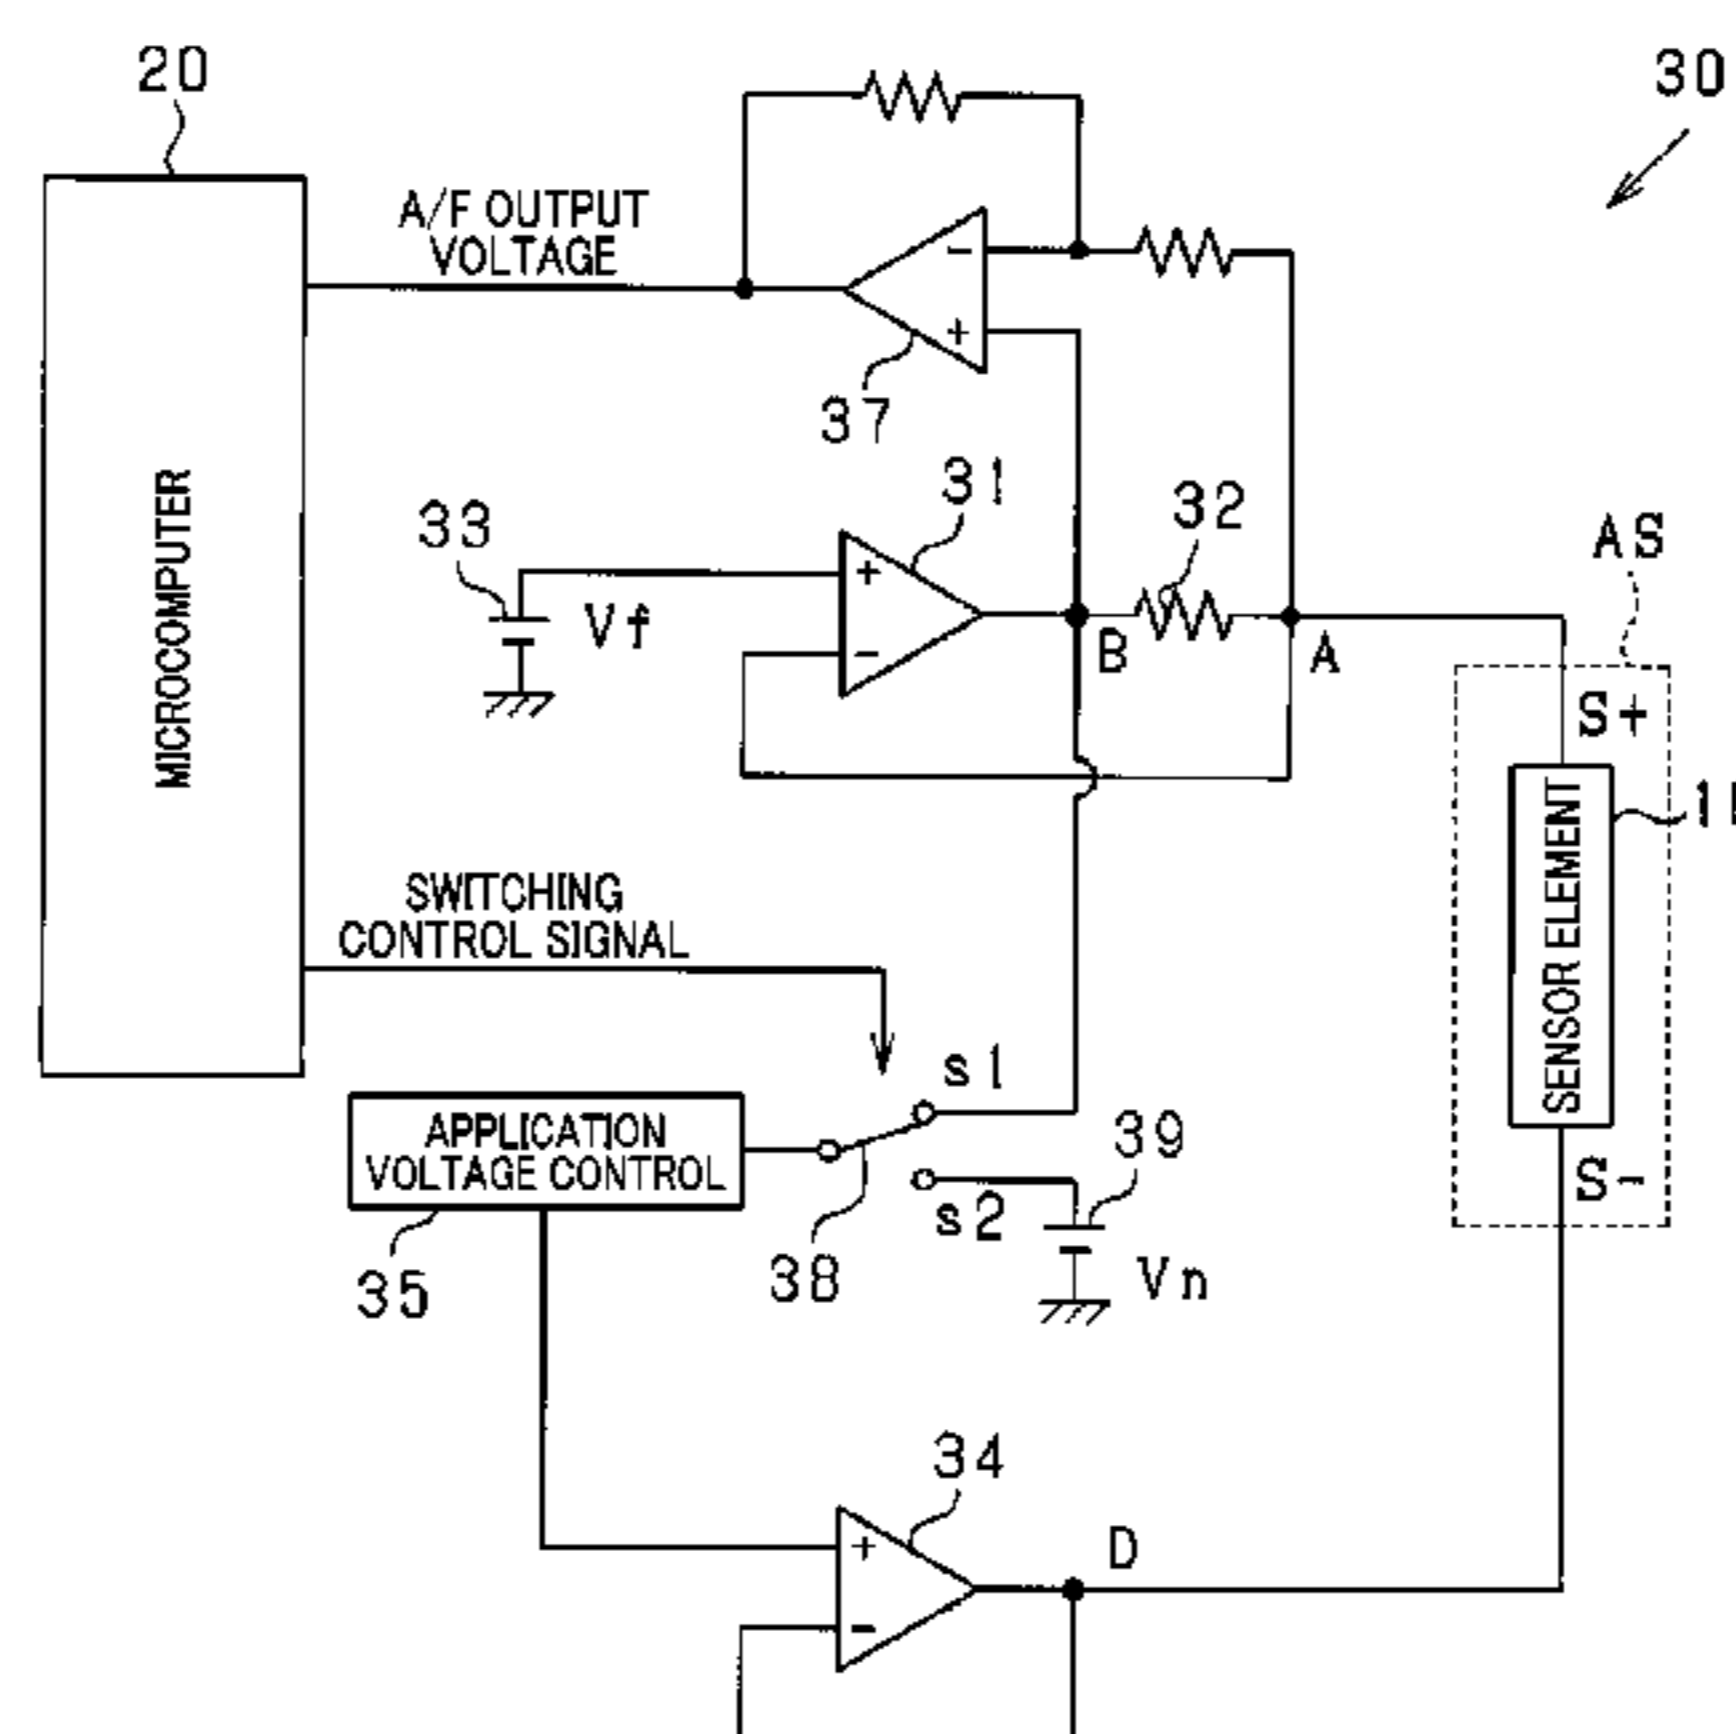 20
30
A/F OUTPUT
VOLTAGE
-
+
37
31
32
33
AS
+
Vf
-
B
A
S+
MICROCOMPUTER
SENSOR ELEMENT
SWITCHING
CONTROL SIGNAL
s1
APPLICATION
VOLTAGE CONTROL
39
S-
s2
35
38
Vn
34
D
+
-